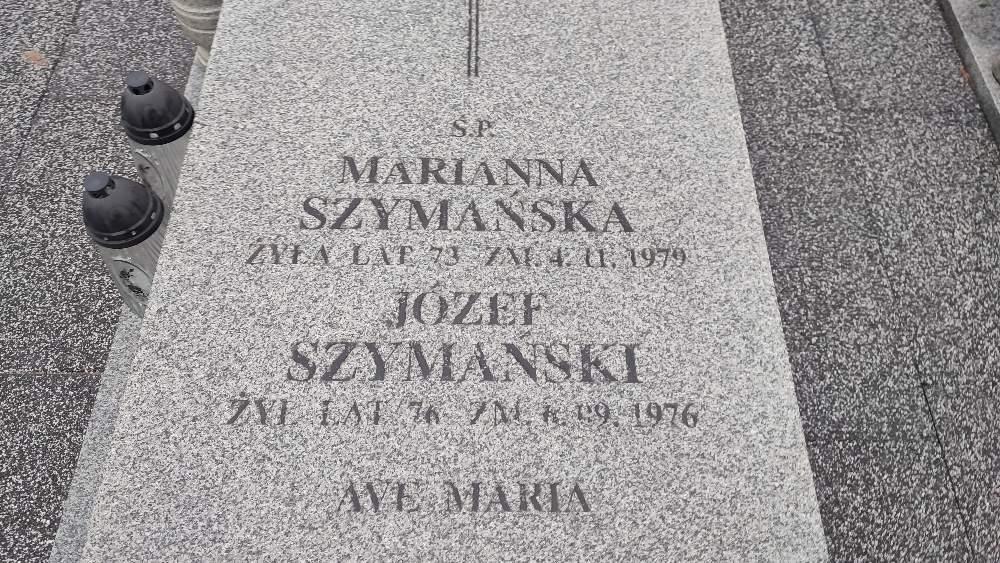 Ś.P.
MARIANNA
SZYMAŃSKA
ŻYŁA LAT 73 ZM. 4. 11. 1979
JÓZEF
SZYMAŃSKI
ŻYŁ LAT 76 ZM. 09. 1976
AVE MARIA